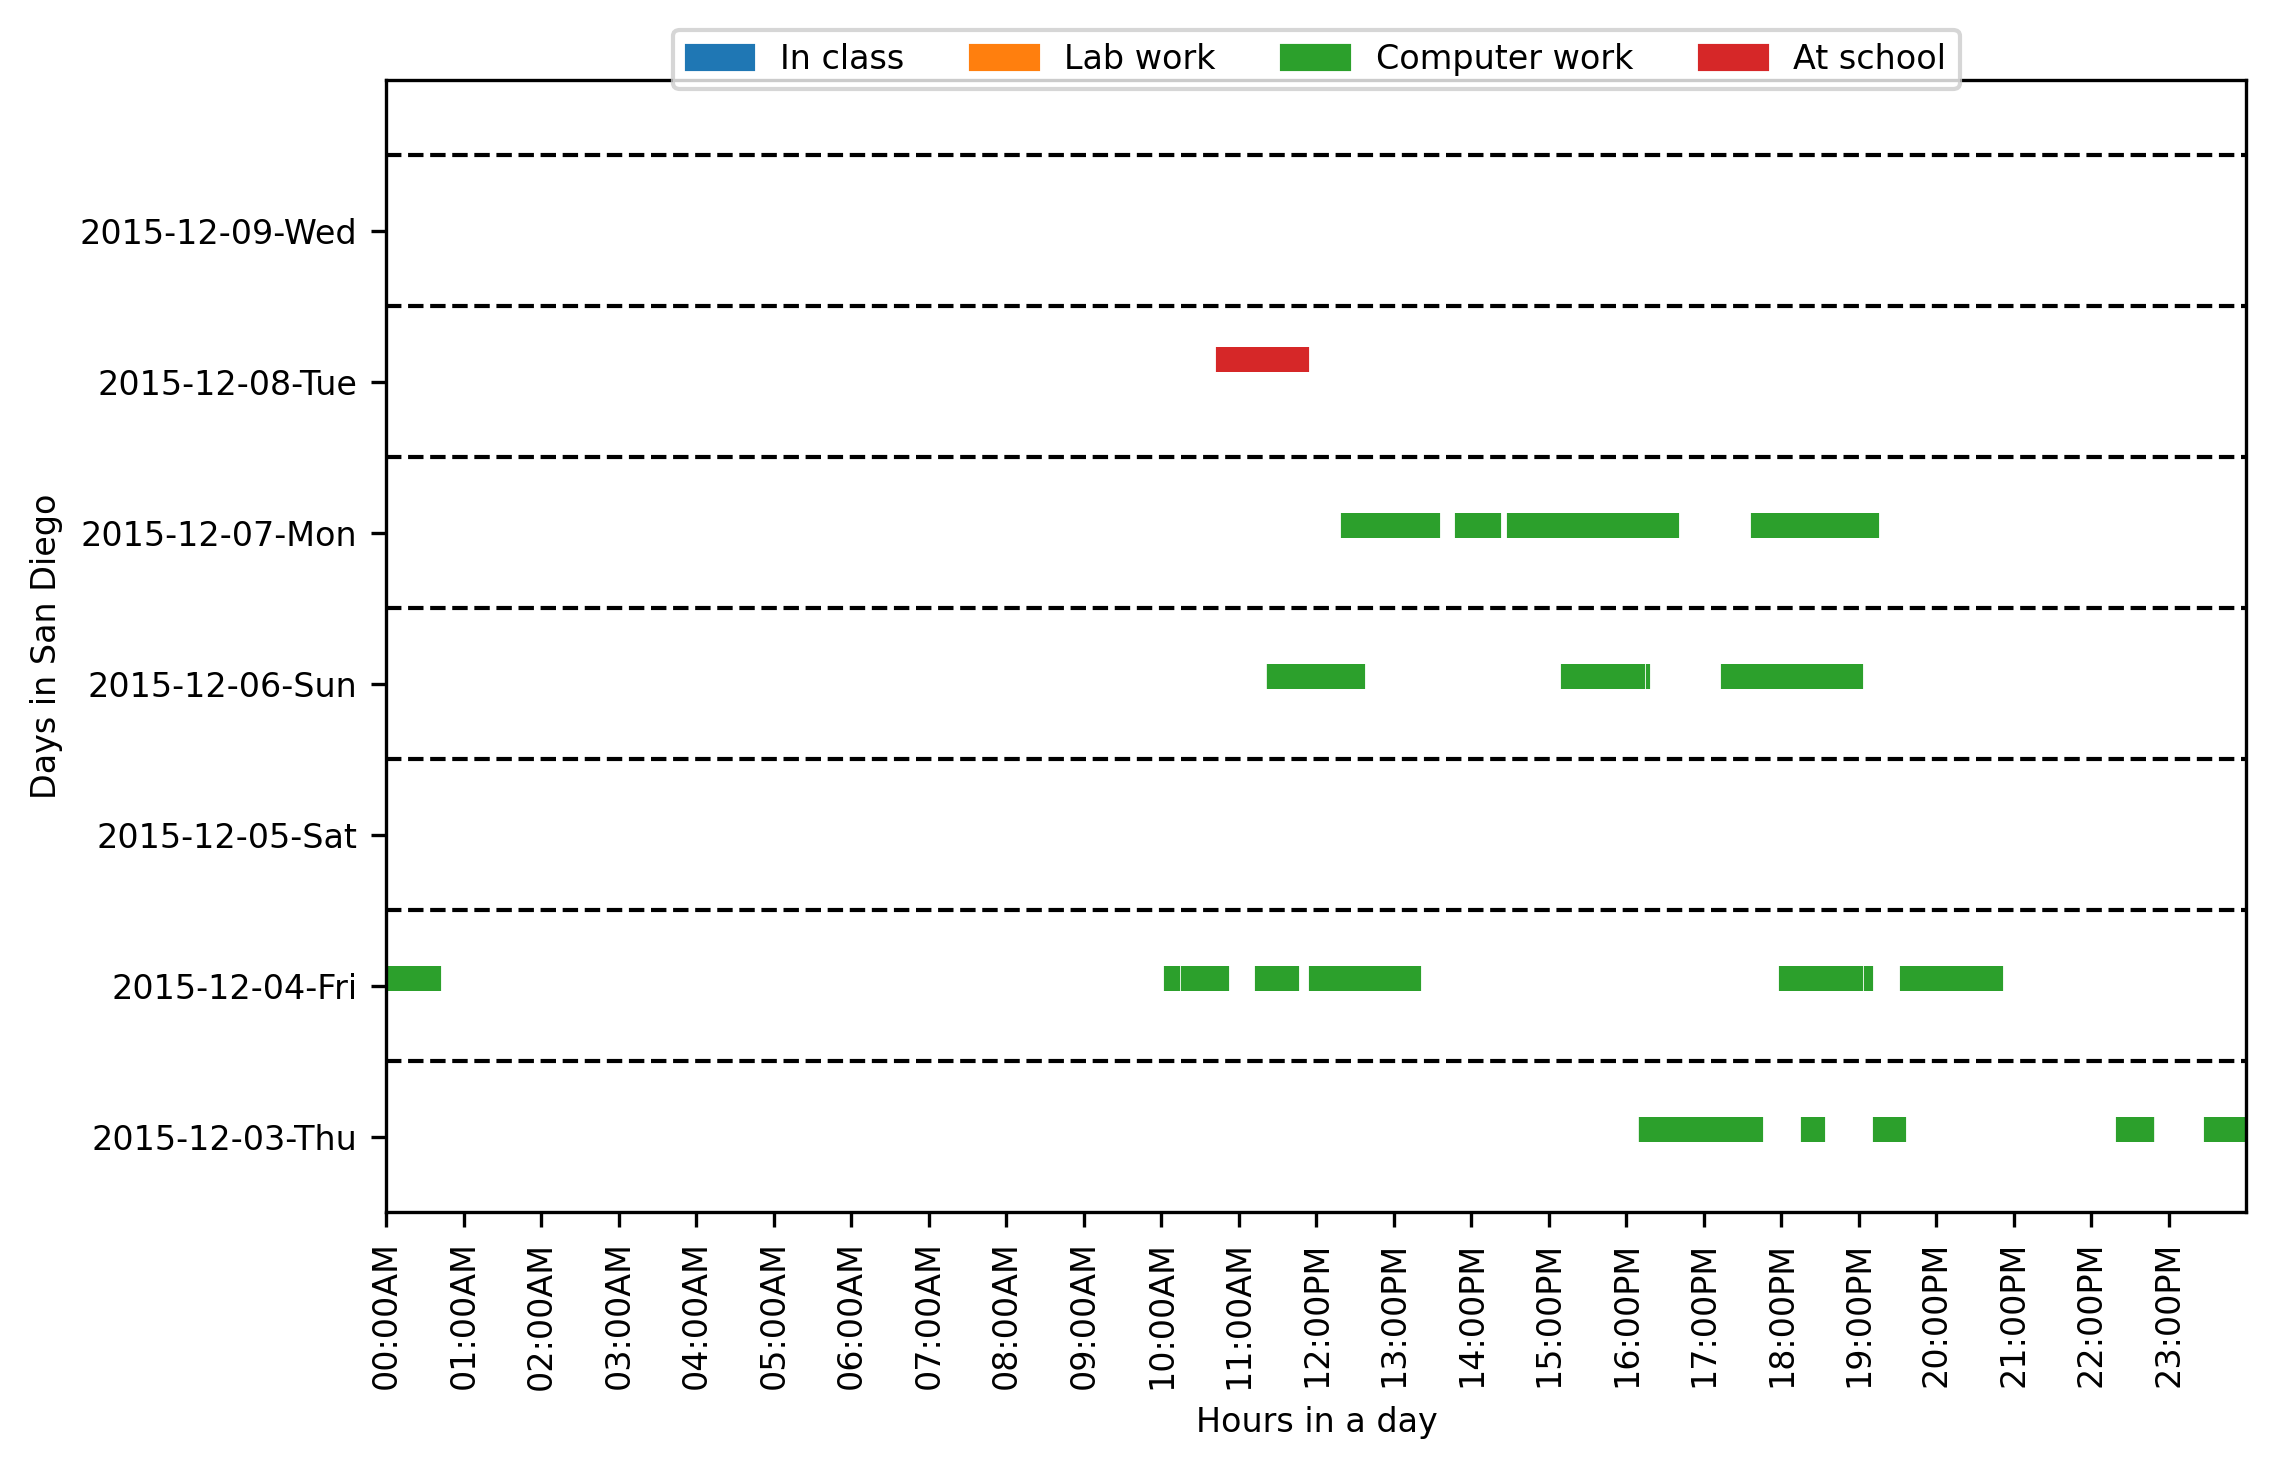 In class Lab work Computer work At school
2015-12-09-Wed
2015-12-08-Tue
2015-12-07-Mon
2015-12-06-Sun
2015-12-05-Sat
2015-12-04-Fri
2015-12-03-Thu
Days in San Diego
00:00AM
01:00AM
02:00AM
03:00AM
04:00AM
05:00AM
06:00AM
07:00AM
08:00AM
09:00AM
10:00AM
11:00AM
12:00PM
13:00PM
14:00PM
15:00PM
16:00PM
17:00PM
18:00PM
19:00PM
20:00PM
21:00PM
22:00PM
23:00PM
Hours in a day